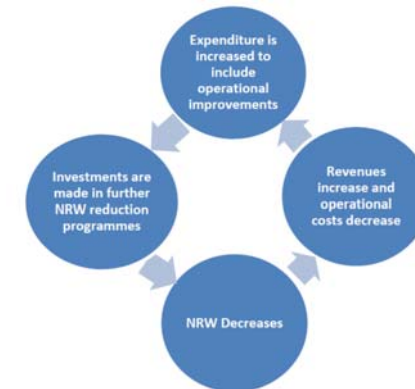 Expenditure is
increased to
include
operational
improvements
Investments are
made in further
NRW reduction
programmes
Revenues
increase and
operational
costs decrease
NRW Decreases